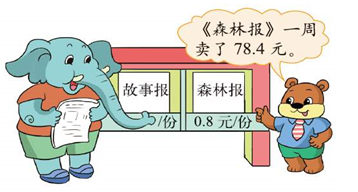 《森林报》一周
卖了 78.4 元。
故事报
森林报
/份
0.8 元/份